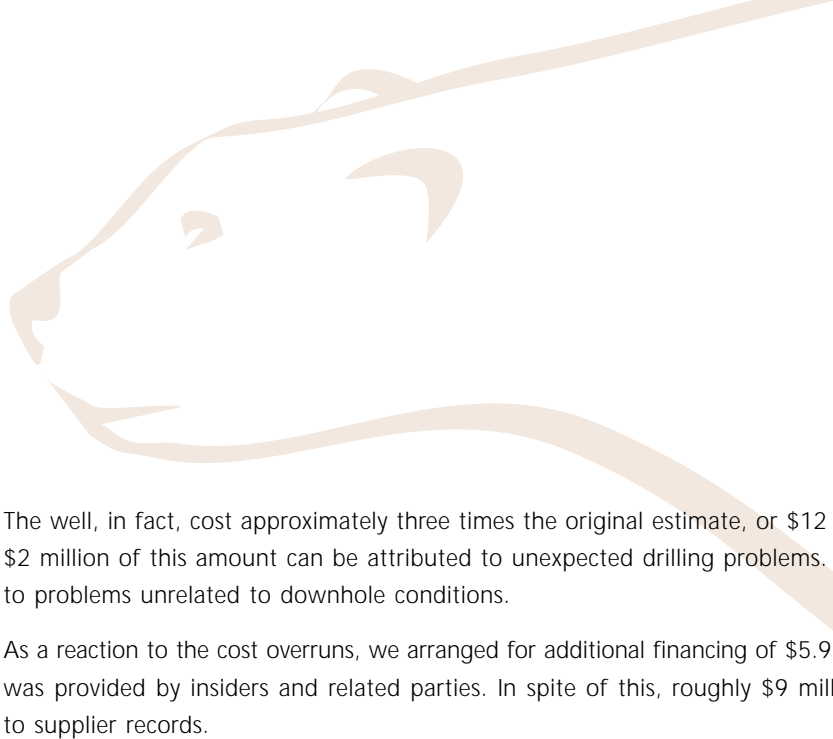 The well, in fact, cost approximately three times the original estimate, or $12
$2 million of this amount can be attributed to unexpected drilling problems.
to problems unrelated to downhole conditions.
As a reaction to the cost overruns, we arranged for additional financing of $5.9
was provided by insiders and related parties. In spite of this, roughly $9 mill
to supplier records.